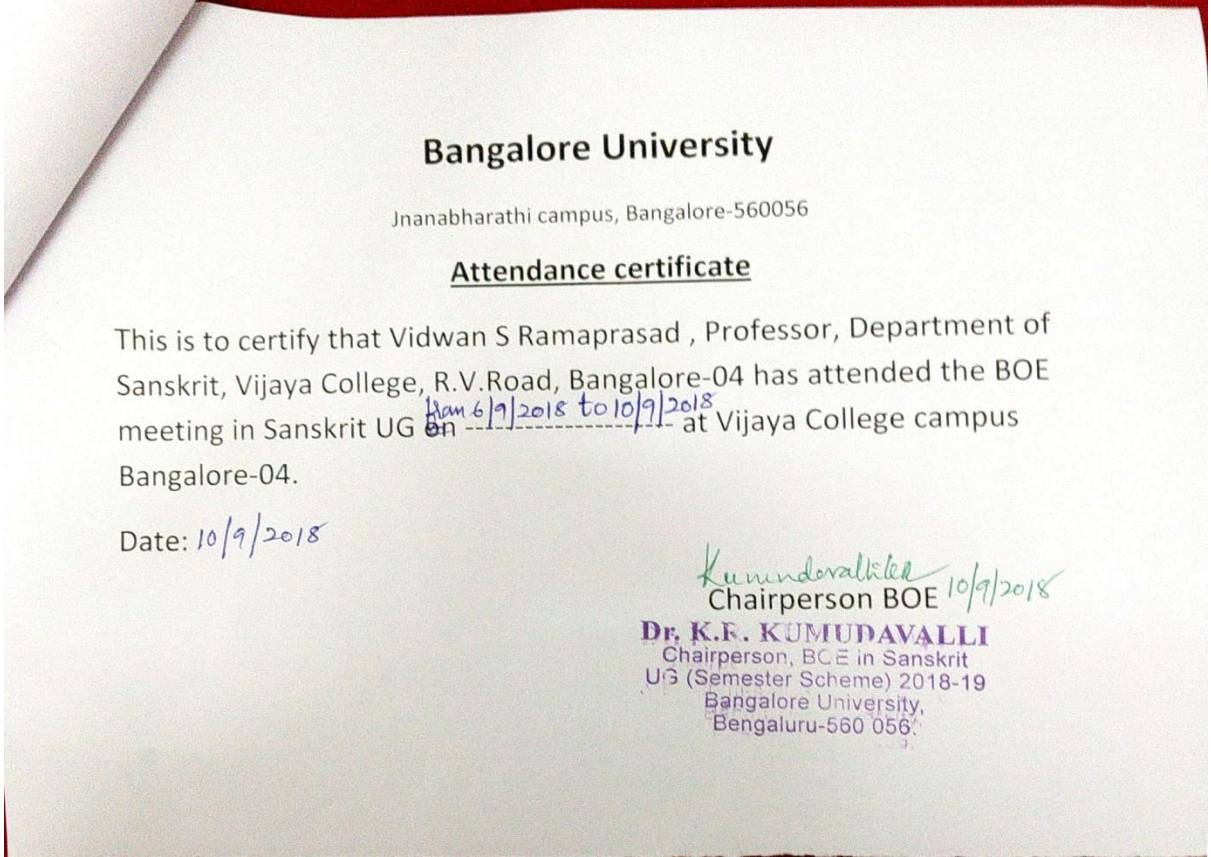 Bangalore University
Jnanabharathi campus, Bangalore-560056
Attendance certificate
This is to certify that Vidwan S Ramaprasad , Professor, Department of
Sanskrit, Vijaya College, R.V.Road, Bangalore-04 has attended the BOE
from 6/9/2018 to 10/9/2018
meeting in Sanskrit UG on -------------------- at Vijaya College campus
Bangalore-04.
Date: 10/9/2018
10/9/2018
Chairperson BOE
Dr. K.R. KUMUDAVALLI
Chairperson, BOE in Sanskrit
UG (Semester Scheme) 2018-19
Bangalore University,
Bengaluru-560 056.